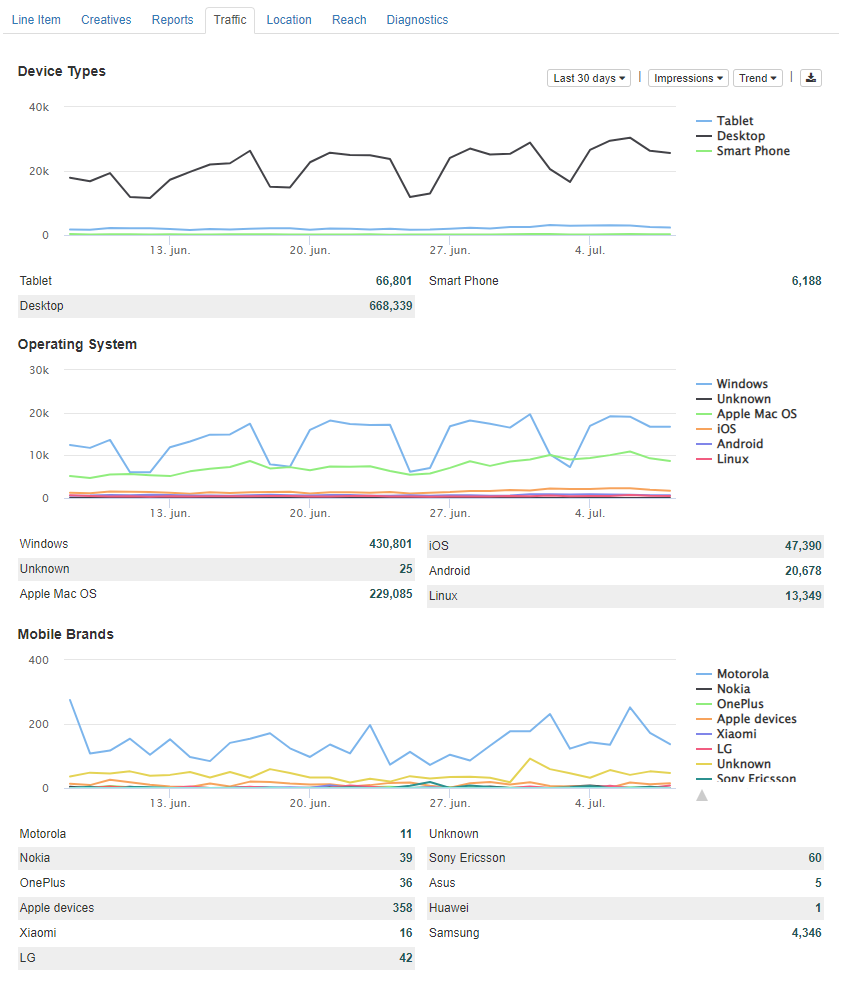 Line Item Creatives Reports Traffic Location Reach Diagnostics
Device Types
Last 30 days | Impressions Trend |
40k
20k
0
13. jun. 20. jun. 27. jun. 4. jul.
Tablet
Desktop
Smart Phone
Tablet 66,801 Smart Phone 6,188
Desktop 668,339
Operating System
30k
20k
10k
0
13. jun. 20. jun. 27. jun. 4. jul.
Windows
Unknown
Apple Mac OS
iOS
Android
Linux
Windows 430,801 iOS 47,390
Unknown 25 Android 20,678
Apple Mac OS 229,085 Linux 13,349
Mobile Brands
400
200
0
13. jun. 20. jun. 27. jun. 4. jul.
Motorola
Nokia
OnePlus
Apple devices
Xiaomi
LG
Unknown
Sony Ericsson
Motorola 11 Unknown
Nokia 39 Sony Ericsson 60
OnePlus 36 Asus 5
Apple devices 358 Huawei 1
Xiaomi 16 Samsung 4,346
LG 42